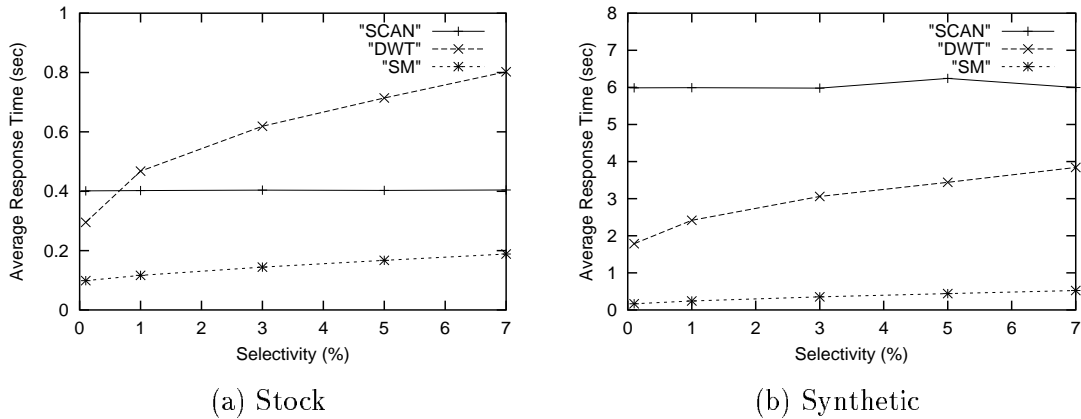 1
0.8
0.6
0.4
0.2
0
0 1 2 3 4 5 6 7
Average Response Time (sec)
Selectivity (%)
"SCAN"
"DWT"
"SM"
(a) Stock
8
7
6
5
4
3
2
1
0
0 1 2 3 4 5 6 7
Average Response Time (sec)
Selectivity (%)
"SCAN"
"DWT"
"SM"
(b) Synthetic